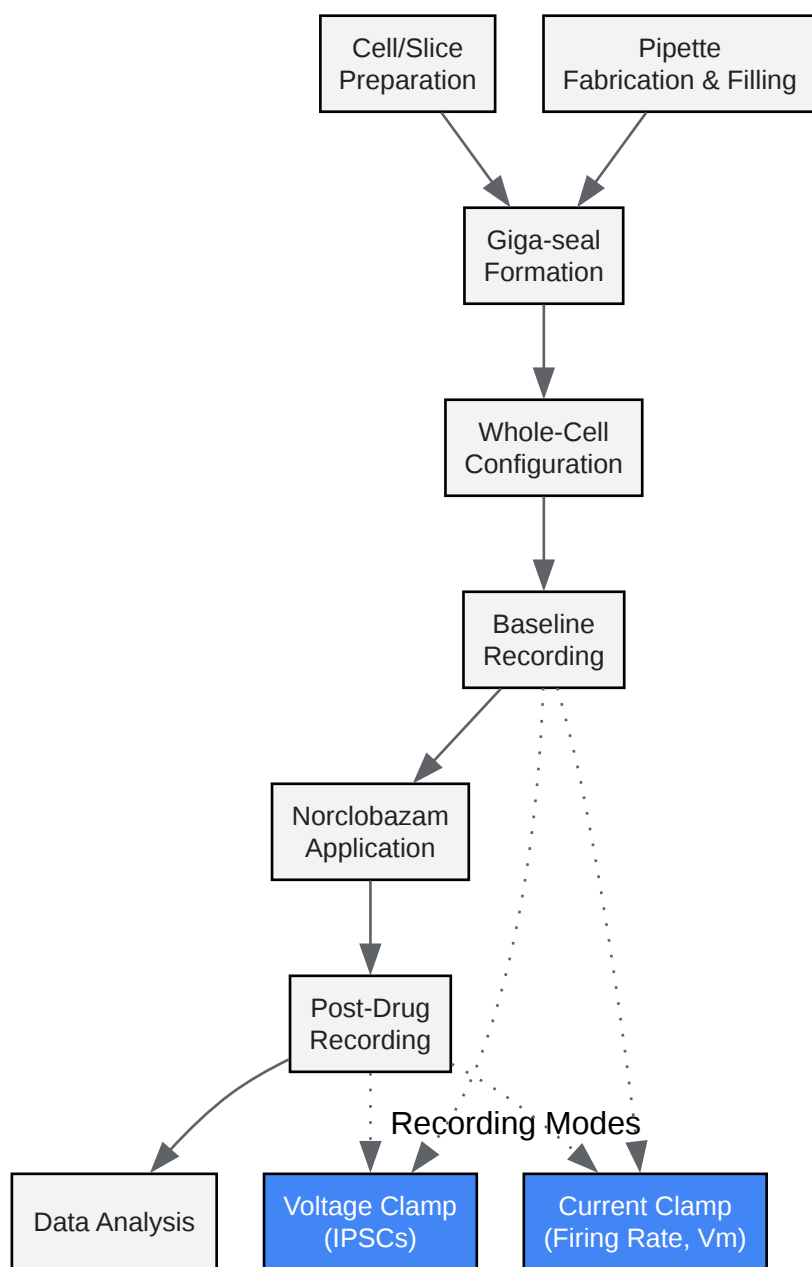 Cell/Slice
Preparation
Pipette
Fabrication & Filling
Giga-seal
Formation
Whole-Cell
Configuration
Baseline
Recording
Norclobazam
Application
Post-Drug
Recording
Recording Modes
Data Analysis
Voltage Clamp
(IPSCs)
Current Clamp
(Firing Rate, Vm)